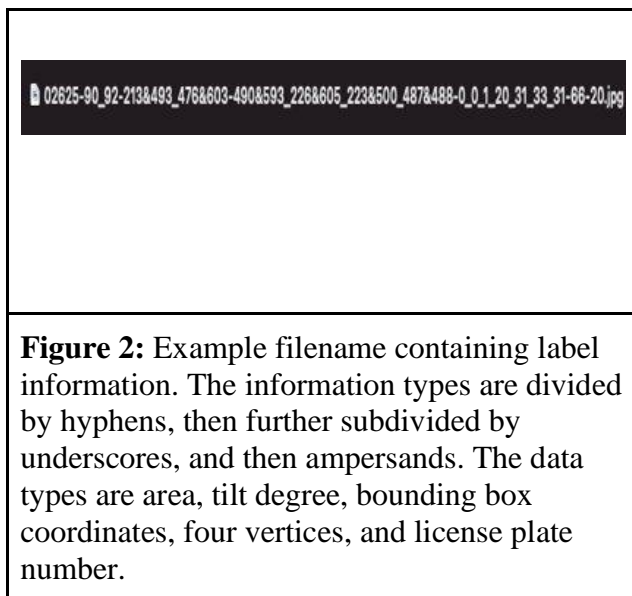 02625-90_92-213&493_476&603-490&593_226&605_223&500_487&488-0_0_1_20_31_33_31-66-20.jpg
Figure 2: Example filename containing label
information. The information types are divided
by hyphens, then further subdivided by
underscores, and then ampersands. The data
types are area, tilt degree, bounding box
coordinates, four vertices, and license plate
number.